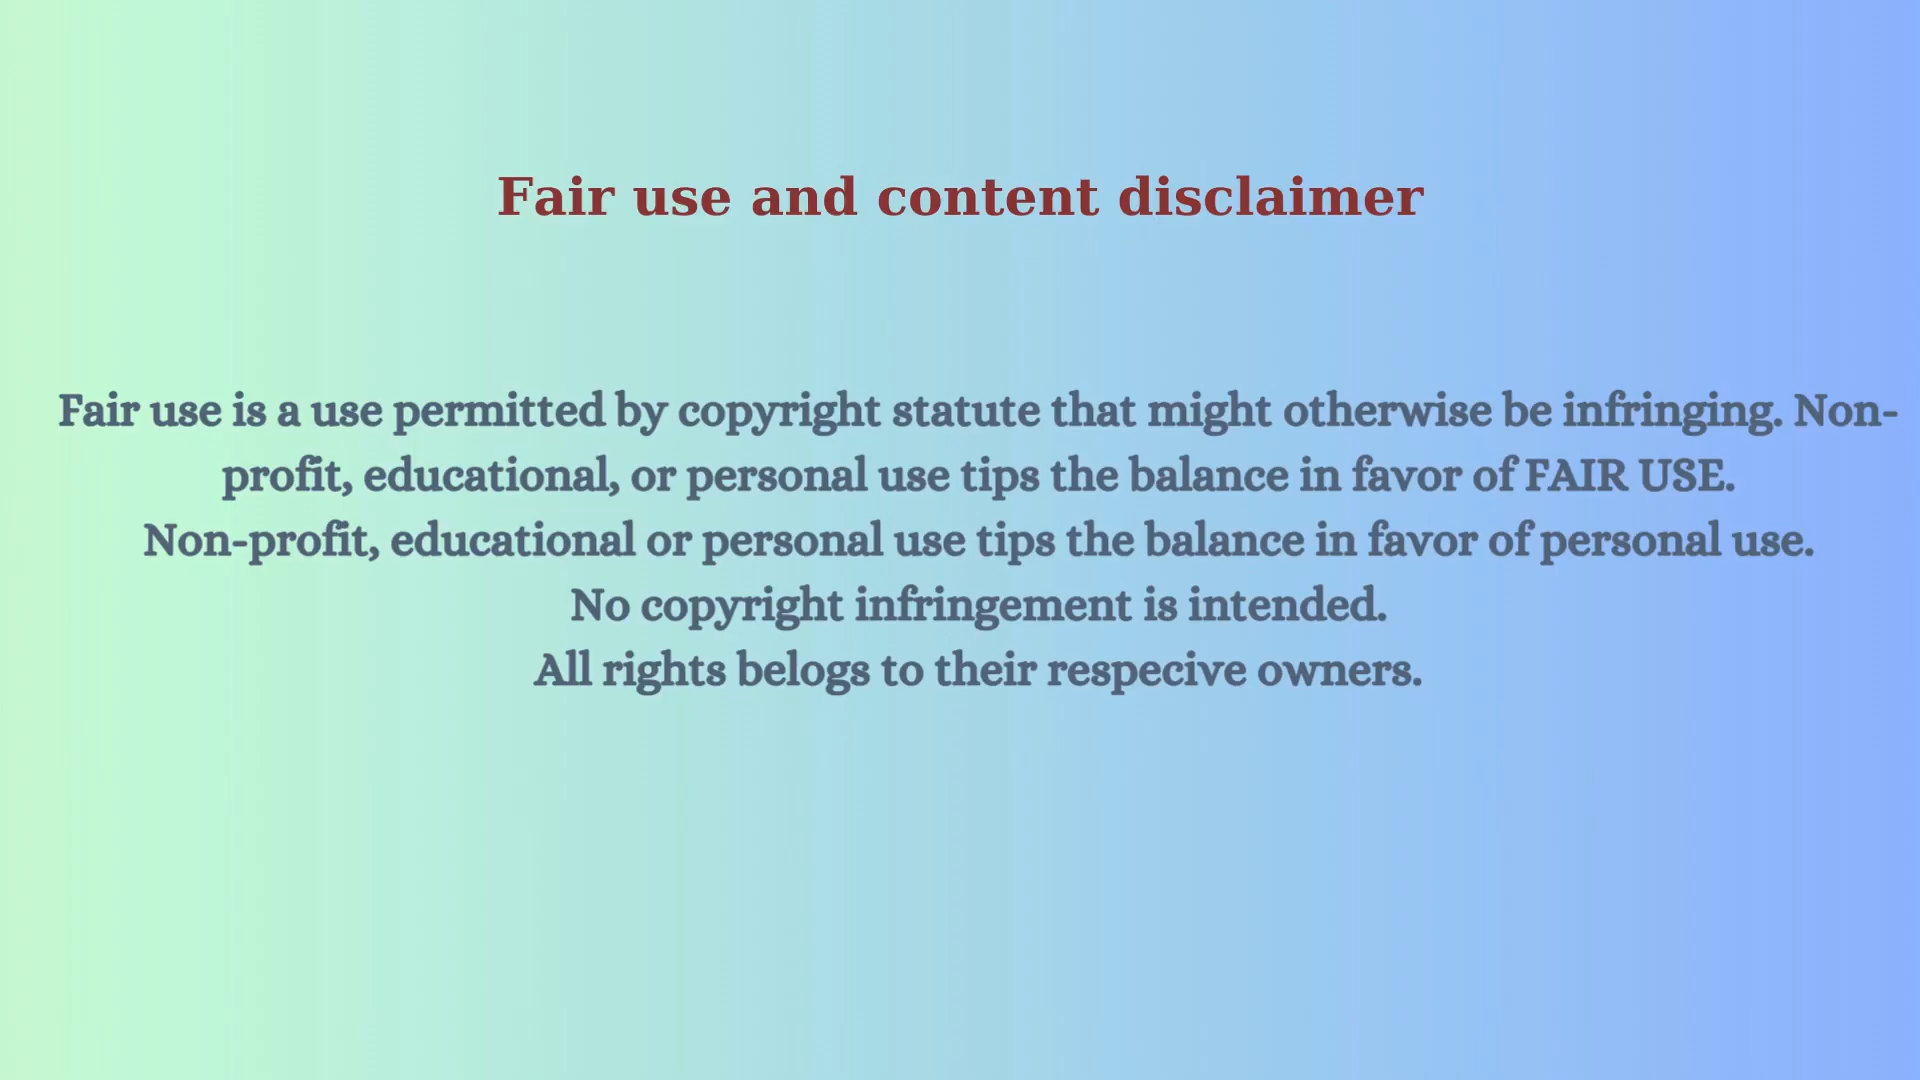 Fair use and content disclaimer
Fair use is a use permitted by copyright statute that might otherwise be infringing. Non-
profit, educational, or personal use tips the balance in favor of FAIR USE.
Non-profit, educational or personal use tips the balance in favor of personal use.
No copyright infringement is intended.
All rights belogs to their respecive owners.